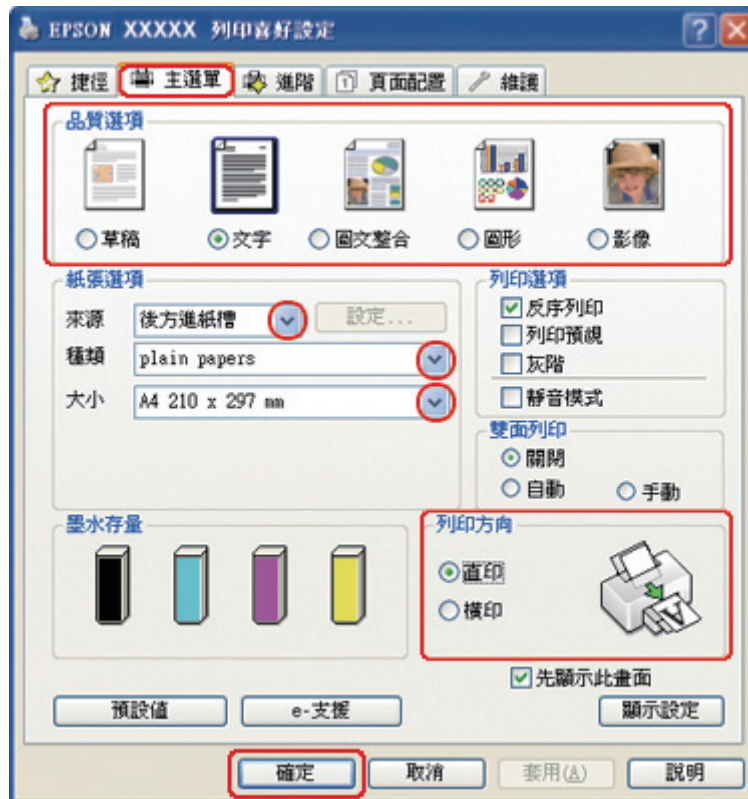 EPSON XXXXX 列印喜好設定
捷徑 主選單 進階 頁面配置 維護
品質選項
草稿 文字 圖文整合 圖形 影像
紙張選項
來源 後方進紙槽 設定...
種類 plain papers
大小 A4 210 x 297 mm
列印選項
反序列印
列印預視
灰階
靜音模式
雙面列印
關閉
自動 手動
墨水存量
列印方向
直印
橫印
先顯示此畫面
預設值 e-支援 顯示設定
確定 取消 套用(A) 說明